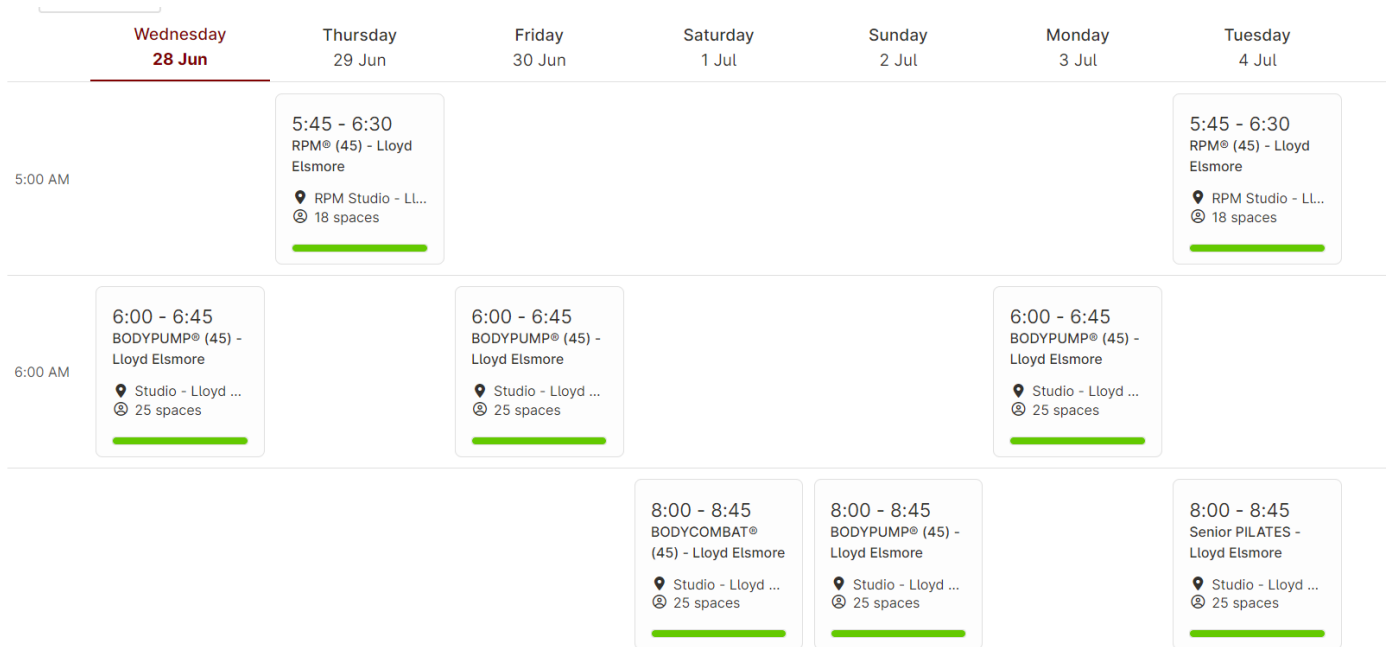 Wednesday
28 Jun
Thursday
29 Jun
Friday
30 Jun
Saturday
1 Jul
Sunday
2 Jul
Monday
3 Jul
Tuesday
4 Jul
5:00 AM
5:45 - 6:30
RPM® (45) - Lloyd
Elsmore
RPM Studio - Ll...
18 spaces
5:45 - 6:30
RPM® (45) - Lloyd
Elsmore
RPM Studio - Ll...
18 spaces
6:00 AM
6:00 - 6:45
BODYPUMP® (45) -
Lloyd Elsmore
Studio - Lloyd ...
25 spaces
6:00 - 6:45
BODYPUMP® (45) -
Lloyd Elsmore
Studio - Lloyd ...
25 spaces
6:00 - 6:45
BODYPUMP® (45) -
Lloyd Elsmore
Studio - Lloyd ...
25 spaces
8:00 - 8:45
BODYCOMBAT®
(45) - Lloyd Elsmore
Studio - Lloyd ...
25 spaces
8:00 - 8:45
BODYPUMP® (45) -
Lloyd Elsmore
Studio - Lloyd ...
25 spaces
8:00 - 8:45
Senior PILATES -
Lloyd Elsmore
Studio - Lloyd ...
25 spaces